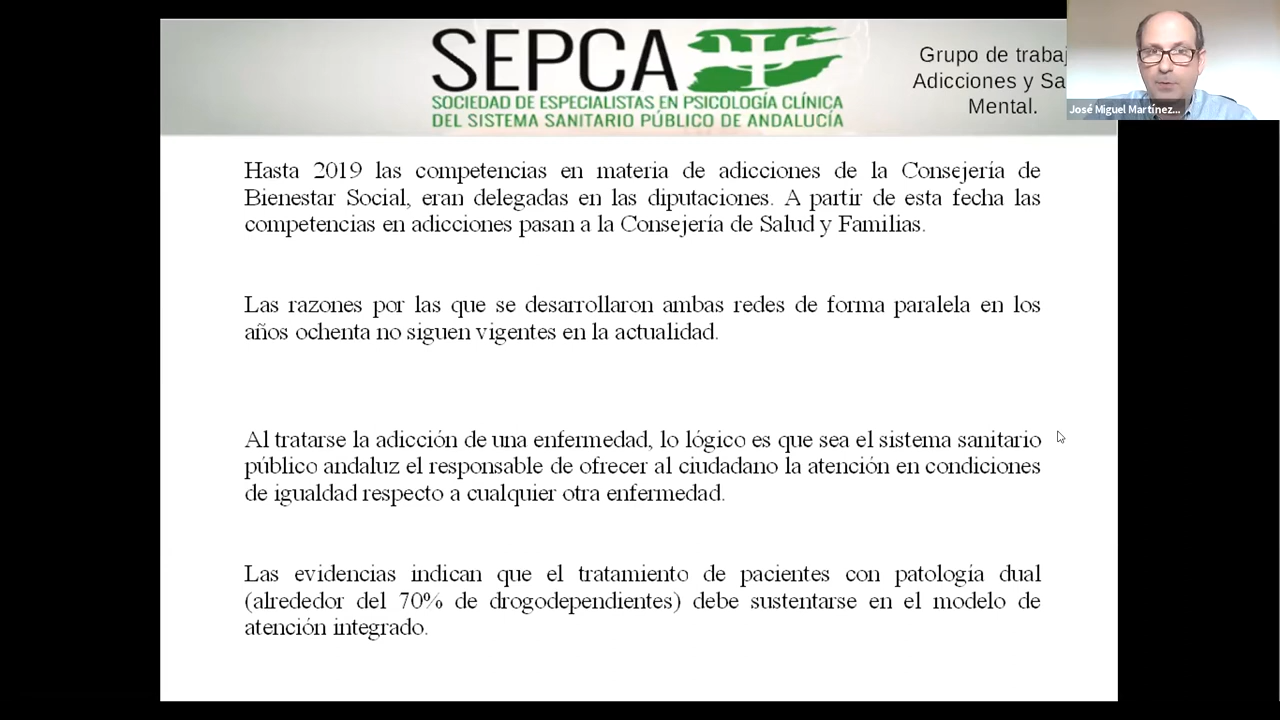 SEPCA
SOCIEDAD DE ESPECIALISTAS EN PSICOLOGÍA CLÍNICA
DEL SISTEMA SANITARIO PÚBLICO DE ANDALUCÍA
Grupo de trabaj
Adicciones y Sa
Mental.
José Miguel Martínez...
Hasta 2019 las competencias en materia de adicciones de la Consejería de
Bienestar Social, eran delegadas en las diputaciones. A partir de esta fecha las
competencias en adicciones pasan a la Consejería de Salud y Familias.
Las razones por las que se desarrollaron ambas redes de forma paralela en los
años ochenta no siguen vigentes en la actualidad.
Al tratarse la adicción de una enfermedad, lo lógico es que sea el sistema sanitario
público andaluz el responsable de ofrecer al ciudadano la atención en condiciones
de igualdad respecto a cualquier otra enfermedad.
Las evidencias indican que el tratamiento de pacientes con patología dual
(alrededor del 70% de drogodependientes) debe sustentarse en el modelo de
atención integrado.